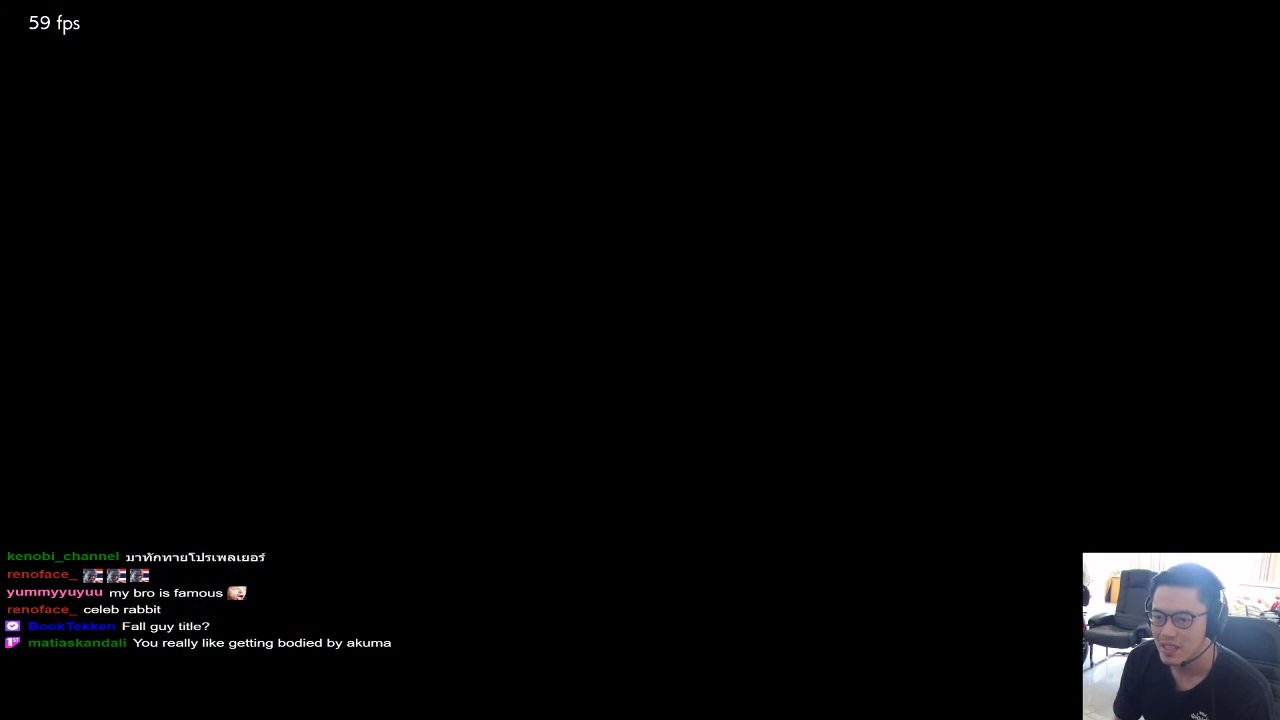 59 fps
kenobi_channel มาทักทายโปรเพลเยอร์
renoface_
yummyyuyuu my bro is famous
renoface_ celeb rabbit
BookTekken Fall guy title?
1ST matiaskandali You really like getting bodied by akuma